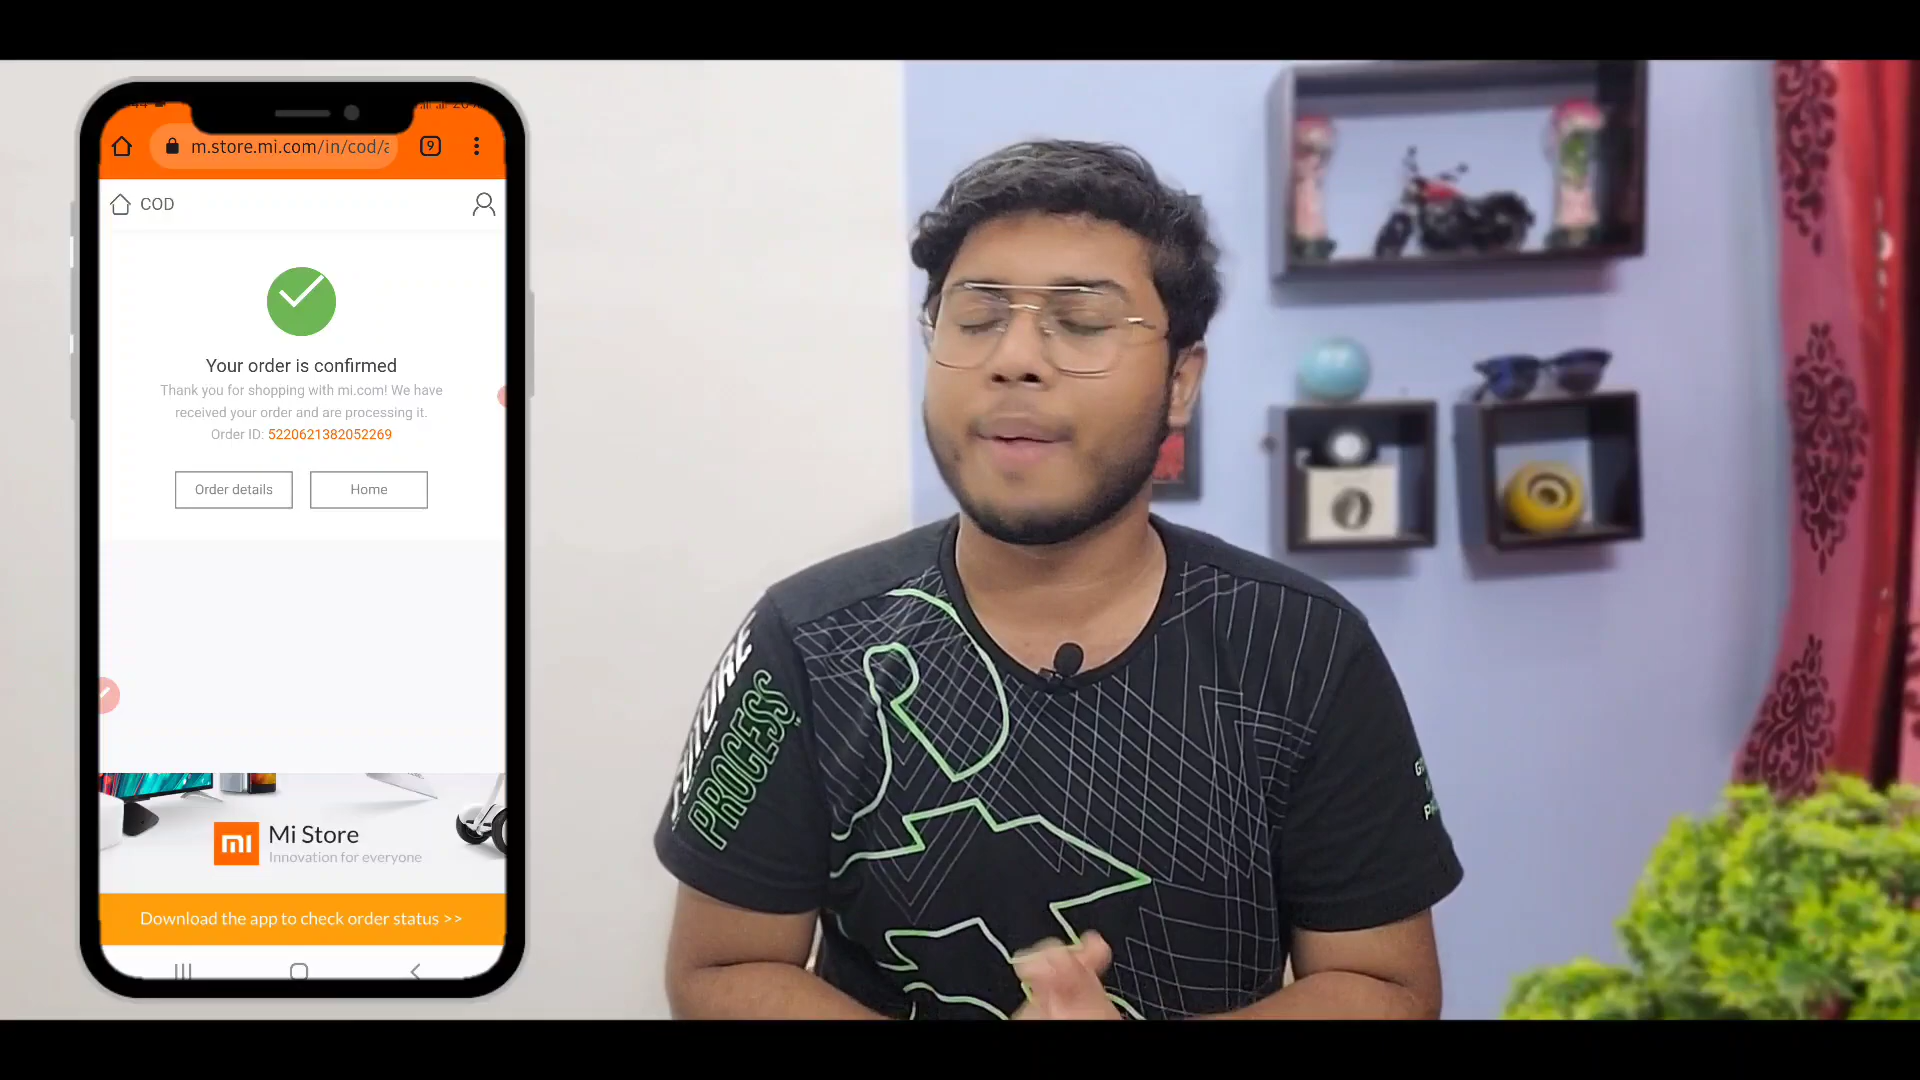 m.store.mi.com/in/cod/a
9
COD
Your order is confirmed
Thank you for shopping with mi.com! We have
received your order and are processing it.
Order ID: 5220621382052269
Order details
Home
mi
Mi Store
Innovation for everyone
Download the app to check order status >>
PROCESS